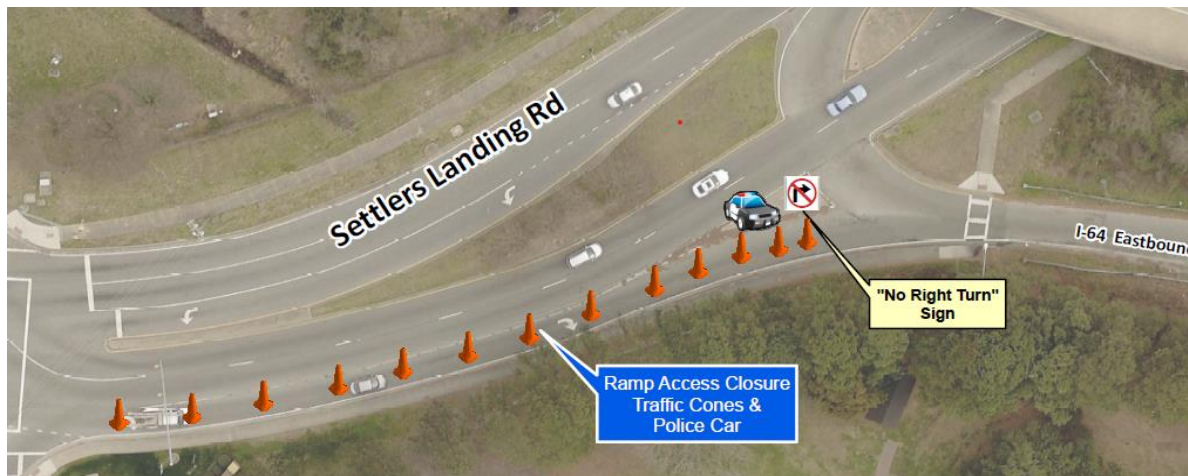 Settlers Landing Rd
I-64 Eastbound
"No Right Turn"
Sign
Ramp Access Closure
Traffic Cones &
Police Car